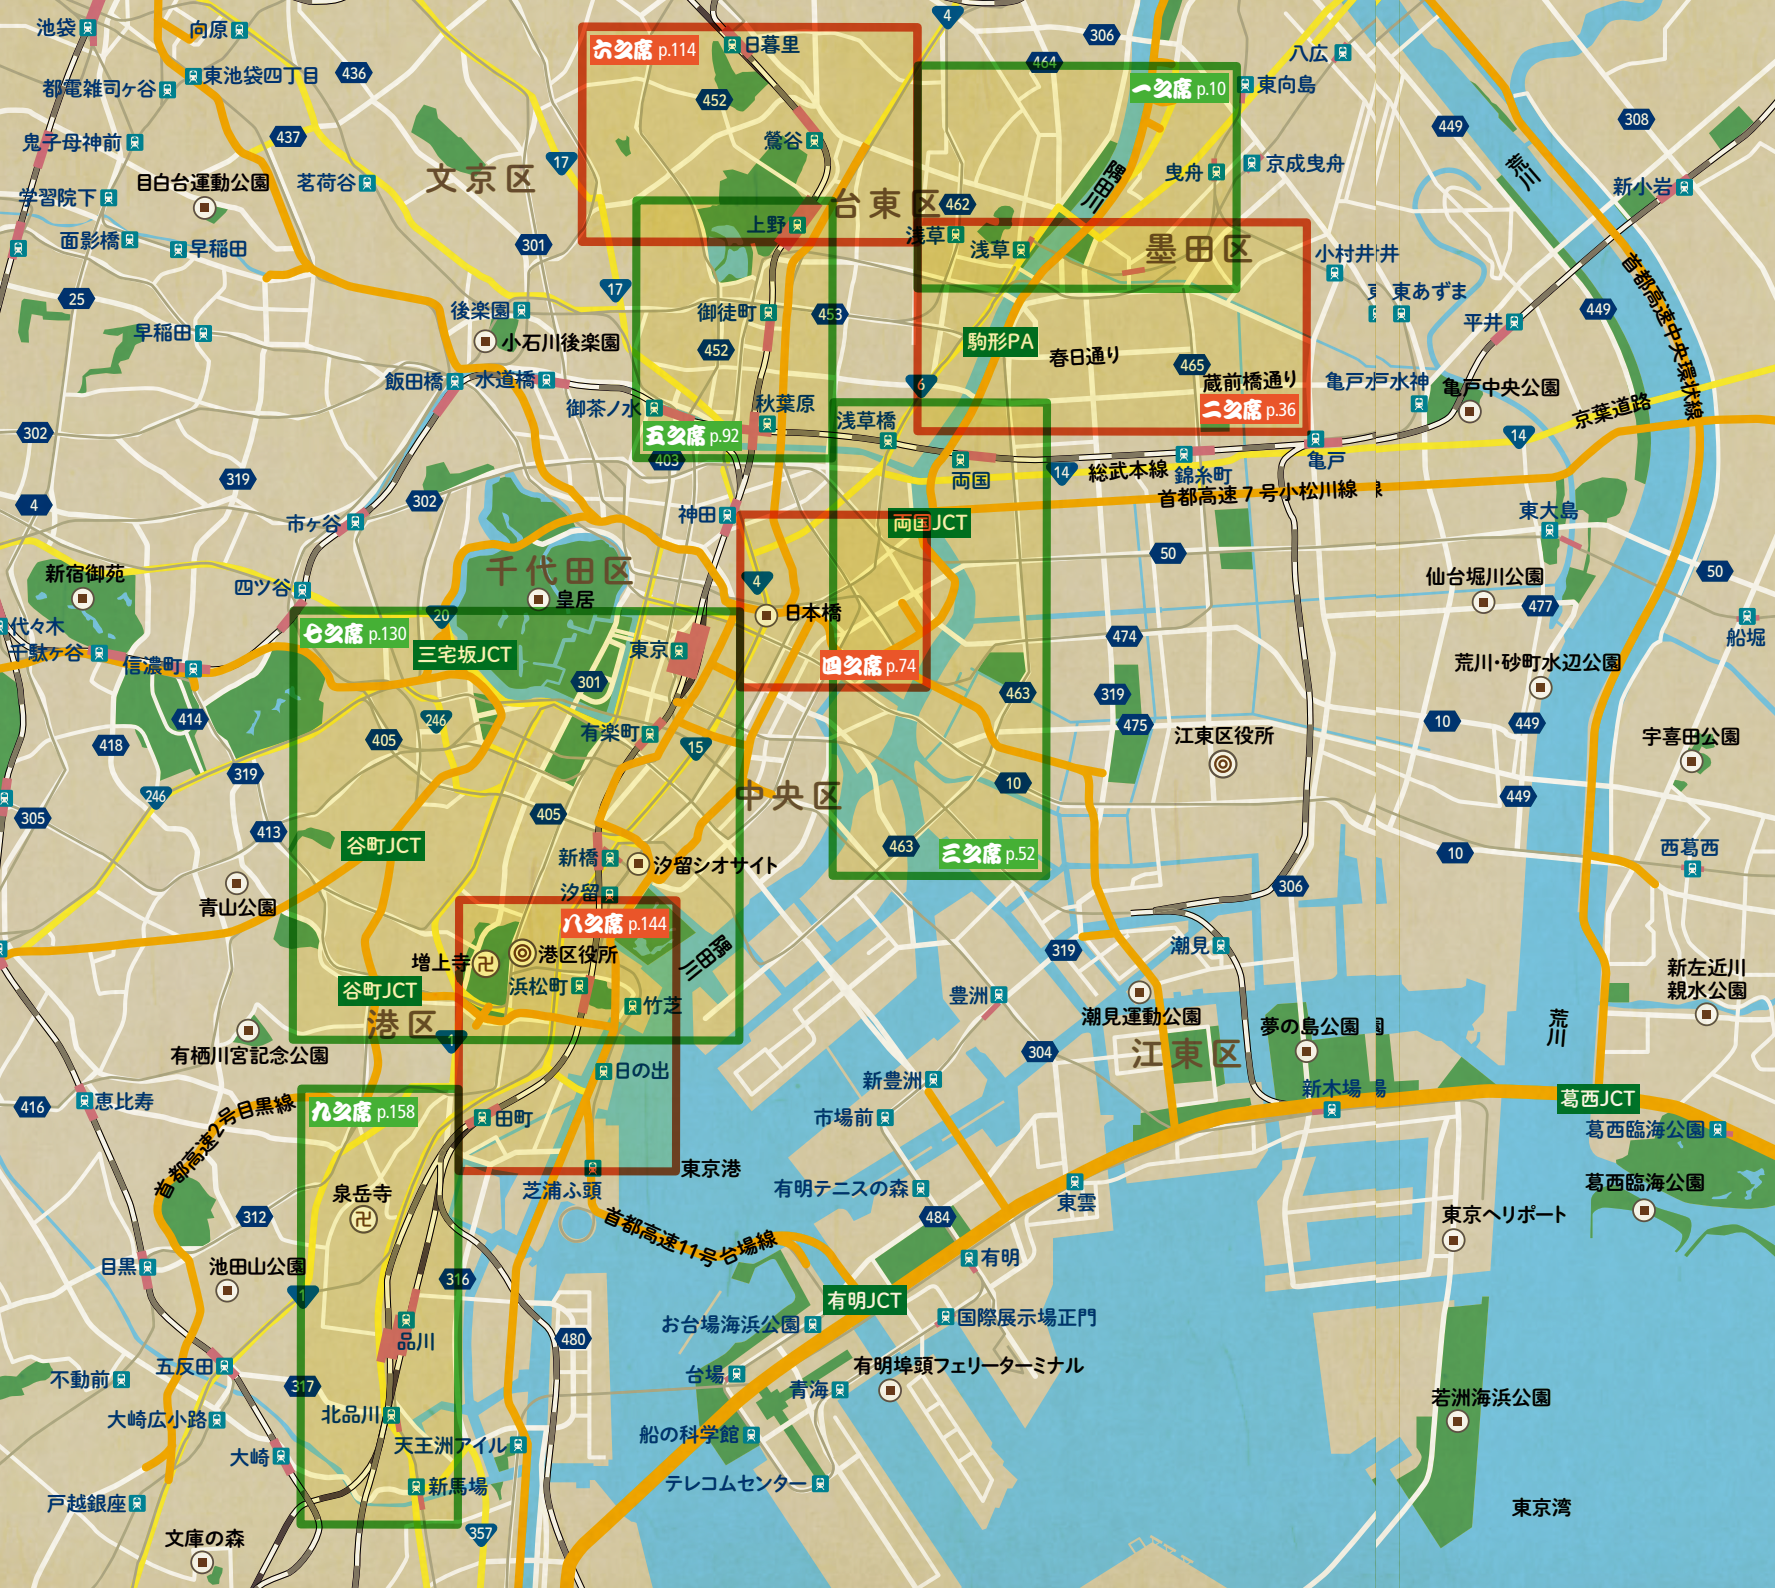 池袋
向原
4
306
八広
六之席 p.114
日暮里
東池袋四丁目
436
464
都電雑司ヶ谷
一之席 p.10
東向島
452
449
308
437
鶯谷
鬼子母神前
17
隅田川
曳舟
京成曳舟
荒川
茗荷谷
文京区
目白台運動公園
新小岩
学習院下
台東区
462
上野
浅草
面影橋
早稲田
301
浅草
墨田区
小村井
井
首都高速中央環状線
25
17
東あずま
後楽園
御徒町
453
449
早稲田
小石川後楽園
駒形PA
春日通り
平井
452
465
飯田橋
水道橋
6
蔵前橋通り
亀戸水
戸水神
亀戸中央公園
御茶ノ水
秋葉原
二之席 p.36
京葉道路
浅草橋
302
五之席 p.92
14
403
両国
14
総武本線
錦糸町
亀戸
319
首都高速7号小松川線
線
4
302
市ヶ谷
神田
両国JCT
東大島
50
新宿御苑
千代田区
50
仙台堀川公園
四ツ谷
皇居
4
日本橋
477
20
代々木
七之席 p.130
474
船堀
千駄ヶ谷
三宅坂JCT
東京
四之席 p.74
信濃町
荒川・砂町水辺公園
301
463
319
414
246
475
10
449
418
405
有楽町
15
江東区役所
宇喜田公園
319
10
246
中央区
449
305
413
405
谷町JCT
463
三之席 p.52
10
西葛西
新橋
汐留シオサイト
306
汐留
青山公園
八之席 p.144
隅田川
319
潮見
増上寺
港区役所
新左近川
親水公園
谷町JCT
浜松町
竹芝
豊洲
潮見運動公園
港区
夢の島公園
園
荒川
1
有栖川宮記念公園
304
江東区
日の出
新豊洲
新木場
場
416
恵比寿
首都高速2号目黒線
九之席 p.158
田町
市場前
葛西JCT
葛西臨海公園
東京港
泉岳寺
芝浦ふ頭
有明テニスの森
東雲
葛西臨海公園
312
484
首都高速11号台場線
東京ヘリポート
目黒
池田山公園
有明
316
1
有明JCT
480
品川
お台場海浜公園
国際展示場正門
五反田
不動前
台場
有明埠頭フェリーターミナル
317
青海
若洲海浜公園
大崎広小路
北品川
船の科学館
大崎
天王洲アイル
テレコムセンター
新馬場
戸越銀座
東京湾
357
文庫の森